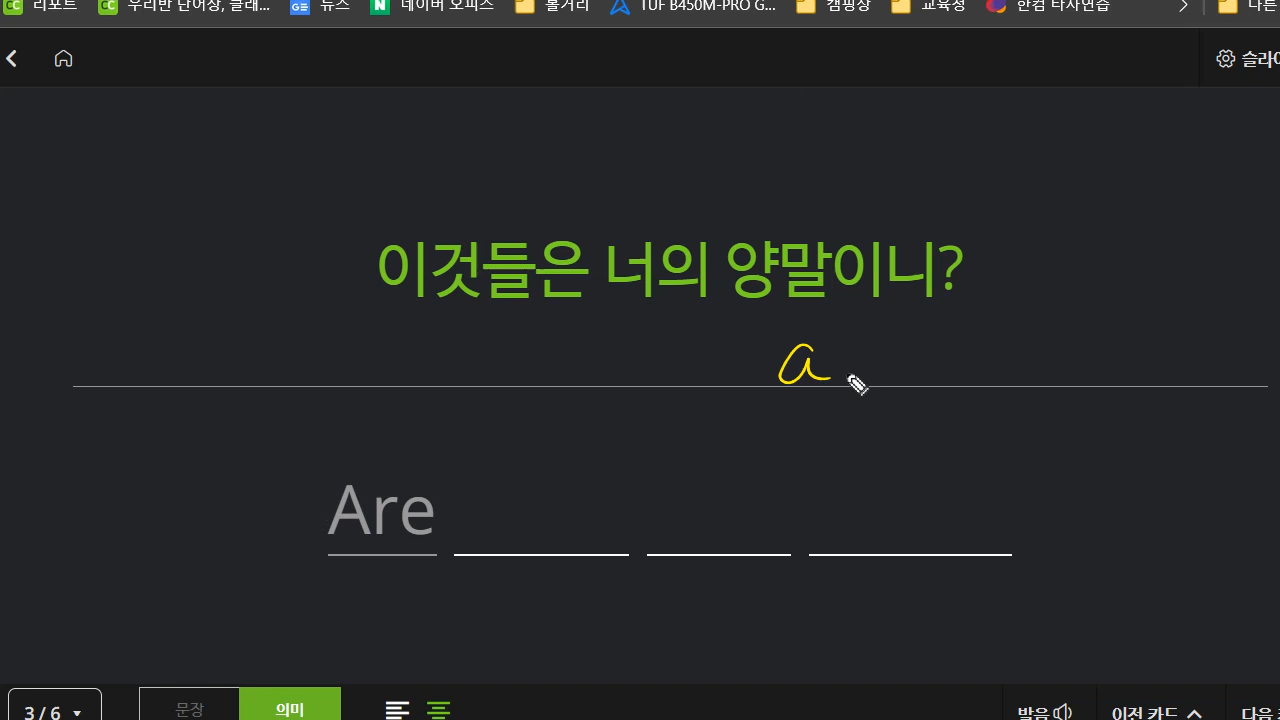 리포트 우리반 단어장, 클래... 뉴스 네이버 오피스 볼거리 TUF B450M-PRO G... 캠핑장 교육청 한컴 타자연습 다른
슬라이
이것들은 너의 양말이니?
a
Are
3 / 6 문장 의미 발음 이전 카드 다음